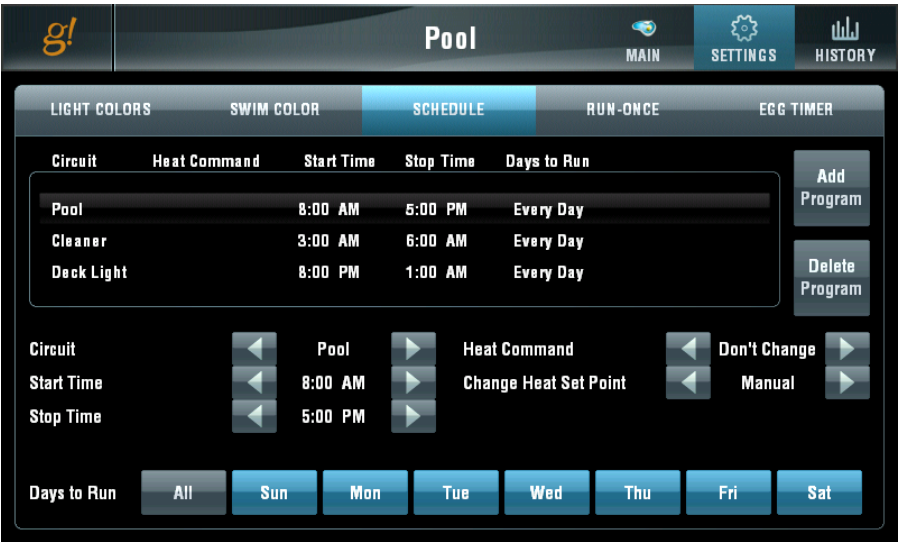 g!
Pool
MAIN
SETTINGS
HISTORY
LIGHT COLORS SWIM COLOR SCHEDULE RUN-ONCE EGG TIMER
Circuit Heat Command Start Time Stop Time Days to Run
Pool 8:00 AM 5:00 PM Every Day
Cleaner 3:00 AM 6:00 AM Every Day
Deck Light 8:00 PM 1:00 AM Every Day
Add
Program
Delete
Program
Circuit Pool Heat Command Don't Change
Start Time 8:00 AM Change Heat Set Point Manual
Stop Time 5:00 PM
Days to Run All Sun Mon Tue Wed Thu Fri Sat